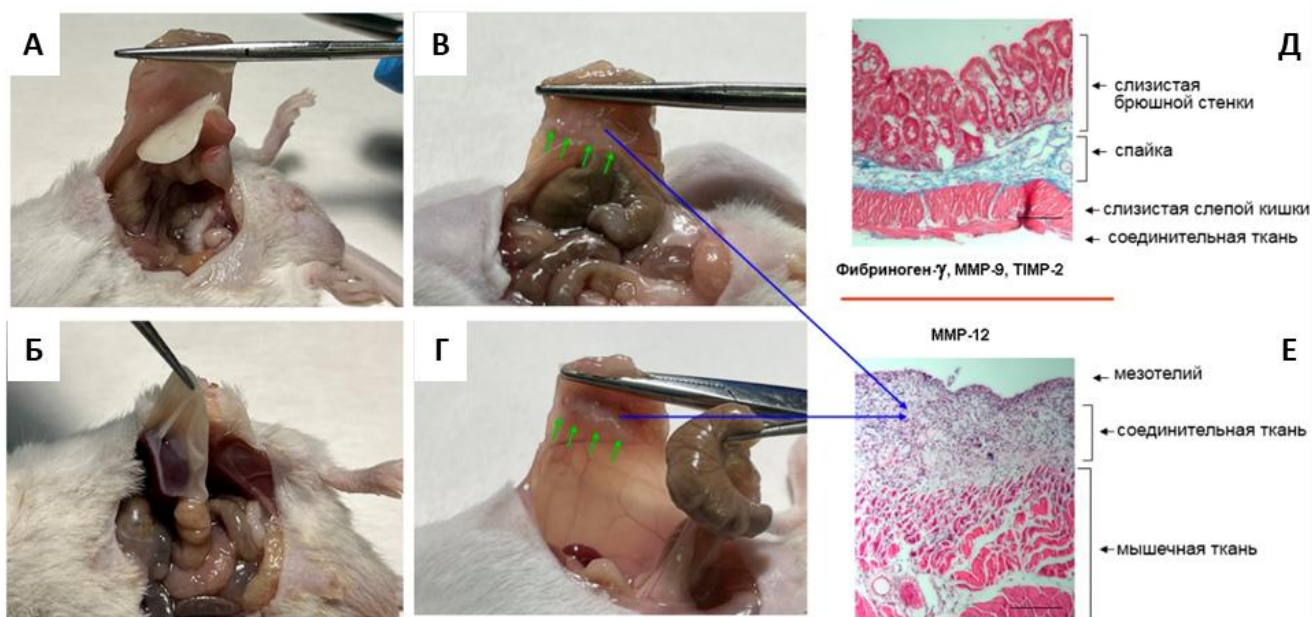 А
В
Д
слизистая
брюшной стенки
спайка
слизистая слепой кишки
соединительная ткань
Фибриноген-γ, MMP-9, TIMP-2
MMP-12
Б
Г
Е
мезотелий
соединительная ткань
мышечная ткань